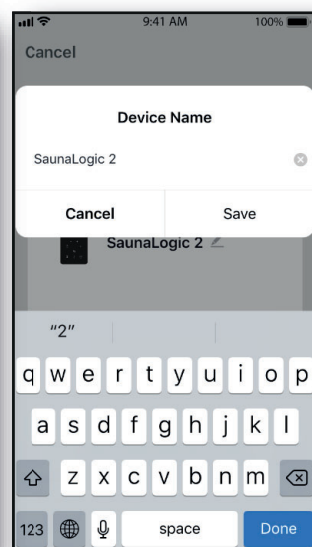 9:41 AM 100%
Cancel
Device Name
SaunaLogic 2
Cancel Save
SaunaLogic 2
“2”
q w e r t y u i o p
a s d f g h j k l
z x c v b n m
123 space Done